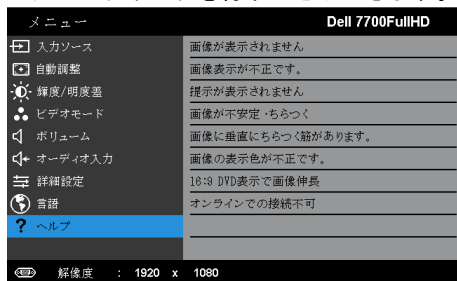 メニュー Dell 7700FullHD
入力ソース 画像が表示されません
自動調整 画像表示が不正です。
輝度/明度差 提示が表示されません
ビデオモード 画像が不安定・ちらつく
ボリューム 画像に垂直にちらつく筋があります。
オーディオ入力 画像の表示色が不正です。
詳細設定 16:9 DVD表示で画像伸長
言語 オンラインでの接続不可
? ヘルプ
解像度 : 1920 x 1080